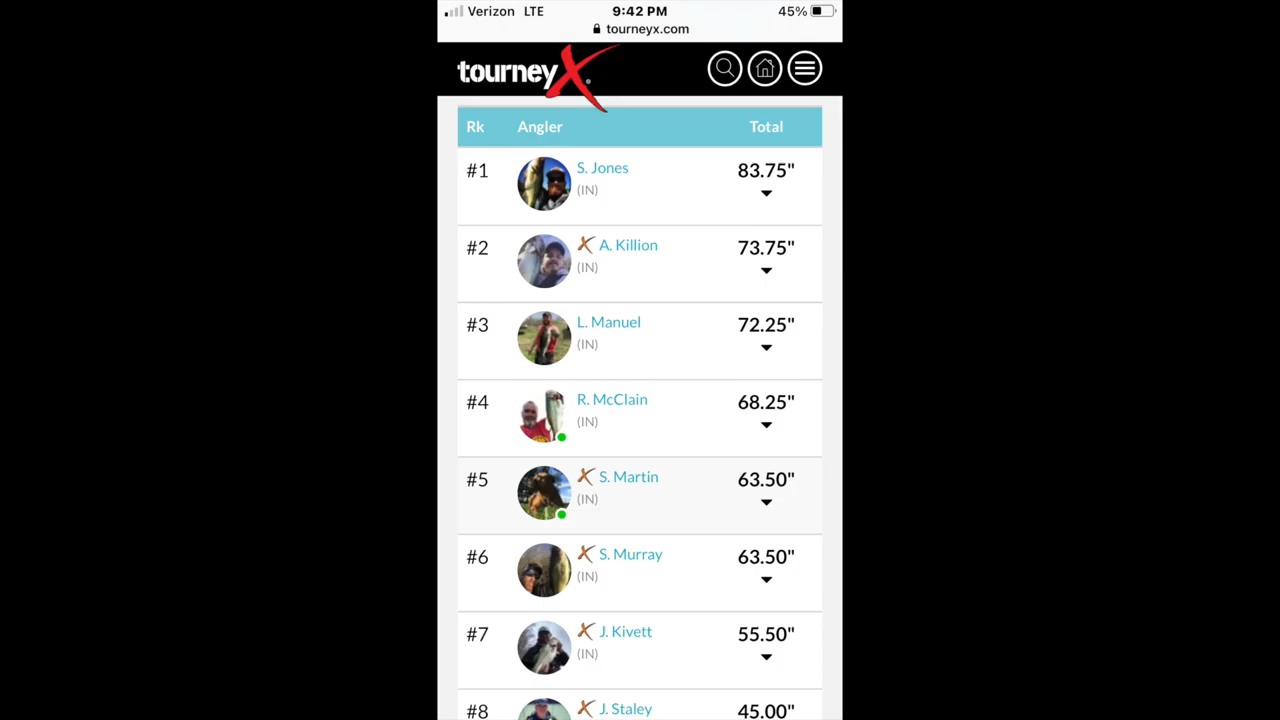 Verizon LTE 9:42 PM 45%
tourneyx.com
tourneyX
Rk Angler Total
#1 S. Jones 83.75"
(IN)
#2 A. Killion 73.75"
(IN)
#3 L. Manuel 72.25"
(IN)
#4 R. McClain 68.25"
(IN)
#5 S. Martin 63.50"
(IN)
#6 S. Murray 63.50"
(IN)
#7 J. Kivett 55.50"
(IN)
#8 J. Staley 45.00"